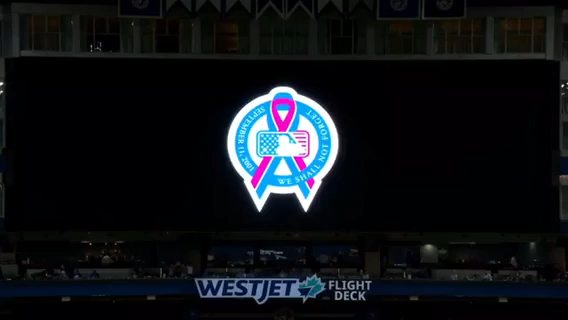 SEPTEMBER 11, 2001
WE SHALL NOT FORGET
WESTJET FLIGHT
DECK